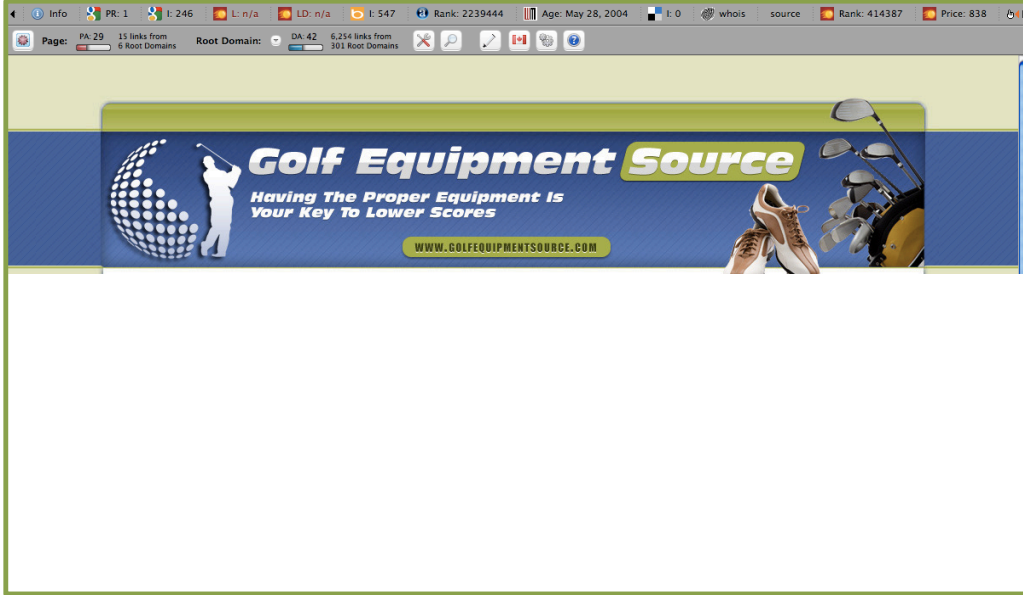 Info PR: 1 I: 246 L: n/a LD: n/a I: 547 Rank: 2239444 Age: May 28, 2004 I: 0 whois source Rank: 414387 Price: 838
Page: PA: 29 15 links from Root Domain: DA: 42 6,254 links from
6 Root Domains 301 Root Domains
Golf Equipment Source
Having The Proper Equipment Is
Your Key To Lower Scores
WWW.GOLFEQUIPMENTSOURCE.COM